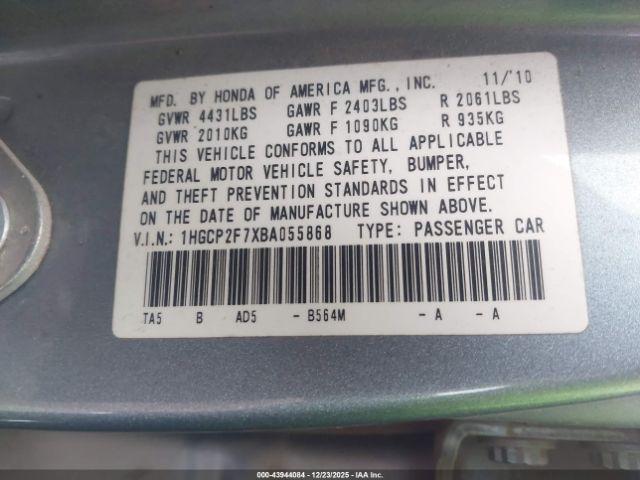 MFD. BY HONDA OF AMERICA MFG., INC. 11/'10
GVWR 4431LBS GAWR F 2403LBS R 2061LBS
GVWR 2010KG GAWR F 1090KG R 935KG
THIS VEHICLE CONFORMS TO ALL APPLICABLE
FEDERAL MOTOR VEHICLE SAFETY, BUMPER,
AND THEFT PREVENTION STANDARDS IN EFFECT
ON THE DATE OF MANUFACTURE SHOWN ABOVE.
V.I.N.: 1HGCP2F7XBA055868 TYPE: PASSENGER CAR
TA5 B AD5 - B564M - A - A
000-43944084 - 12/23/2025 - IAA Inc.